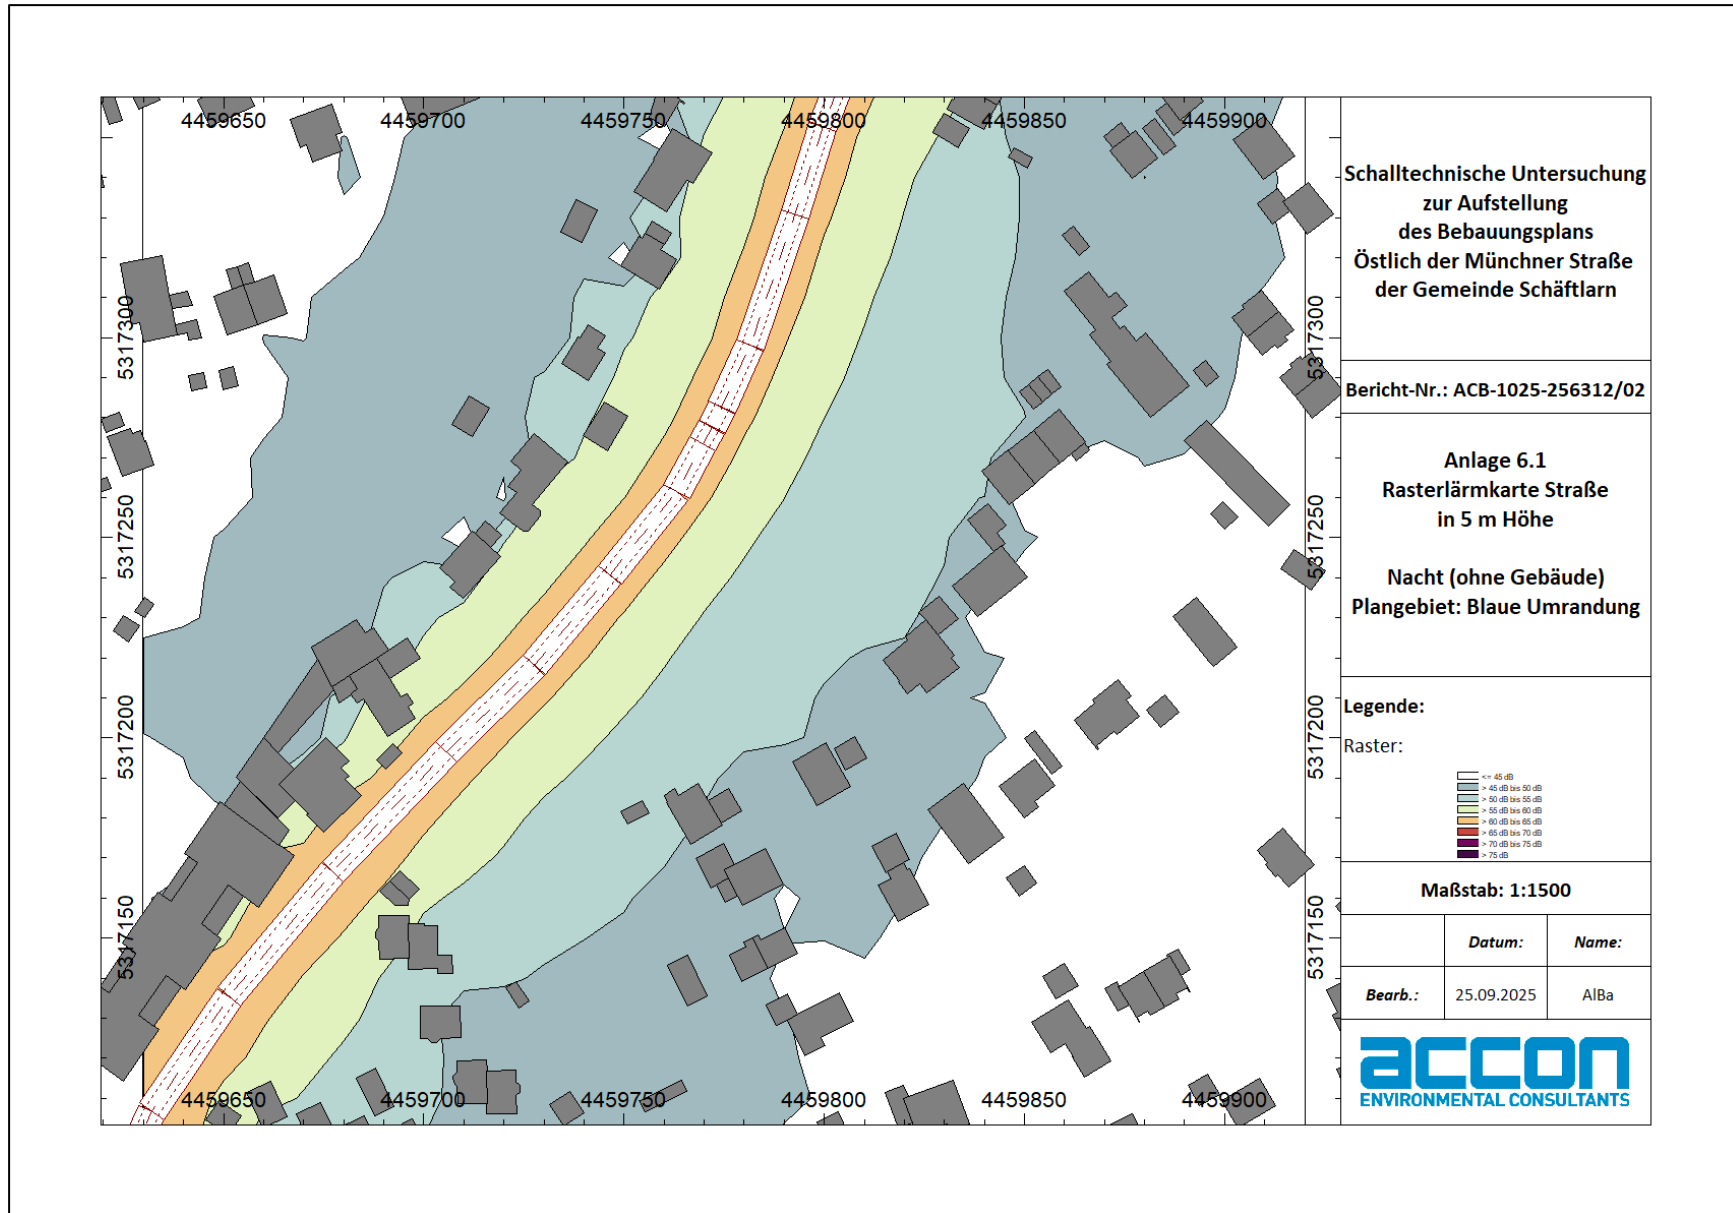 4459650 4459700 4459750 4459800 4459850 4459900
5317300
5317250
5317200
5317150
5317300
5317250
5317200
5317150
4459650 4459700 4459750 4459800 4459850 4459900
Schalltechnische Untersuchung
zur Aufstellung
des Bebauungsplans
Östlich der Münchner Straße
der Gemeinde Schäftlarn
Bericht-Nr.: ACB-1025-256312/02
Anlage 6.1
Rasterlärmkarte Straße
in 5 m Höhe
Nacht (ohne Gebäude)
Plangebiet: Blaue Umrandung
Legende:
Raster:
<= 45 dB
> 45 dB bis 50 dB
> 50 dB bis 55 dB
> 55 dB bis 60 dB
> 60 dB bis 65 dB
> 65 dB bis 70 dB
> 70 dB bis 75 dB
> 75 dB
Maßstab: 1:1500
Datum: Name:
Bearb.: 25.09.2025 AlBa
accon
ENVIRONMENTAL CONSULTANTS